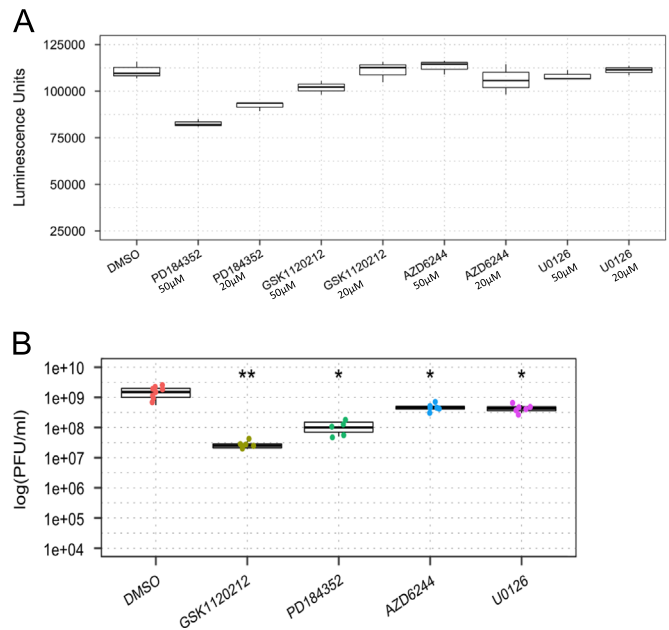 A
Luminescence Units
125000
100000
75000
50000
25000
DMSO
PD184352
50μM
PD184352
20μM
GSK1120212
50μM
GSK1120212
20μM
AZD6244
50μM
AZD6244
20μM
U0126
50μM
U0126
20μM
B
log(PFU/ml)
1e+10
1e+09
1e+08
1e+07
1e+06
1e+05
1e+04
** * * *
DMSO
GSK1120212
PD184352
AZD6244
U0126